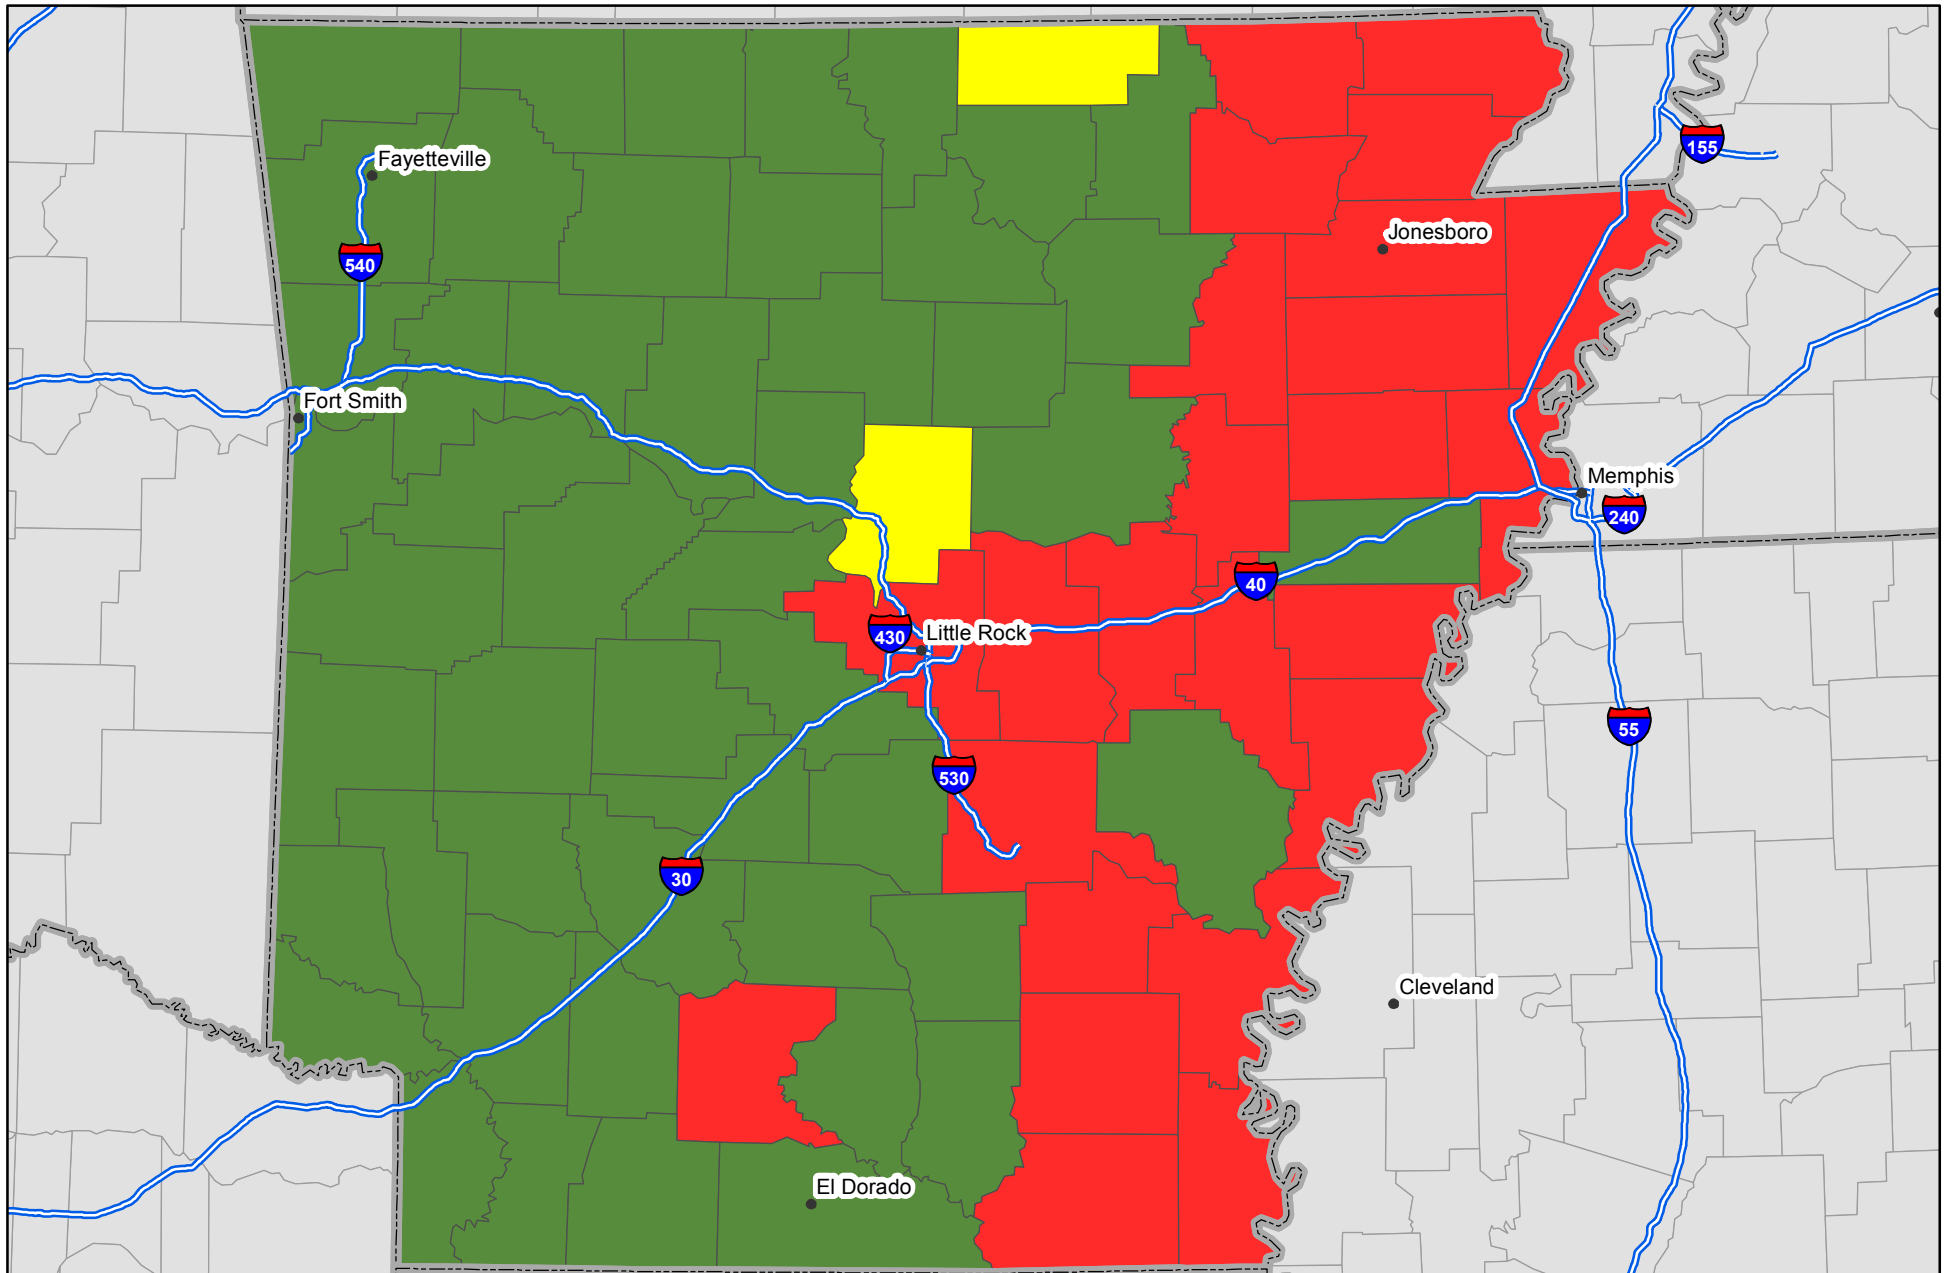 155
Fayetteville
Jonesboro
540
Fort Smith
Memphis
240
40
430
Little Rock
55
530
30
Cleveland
El Dorado